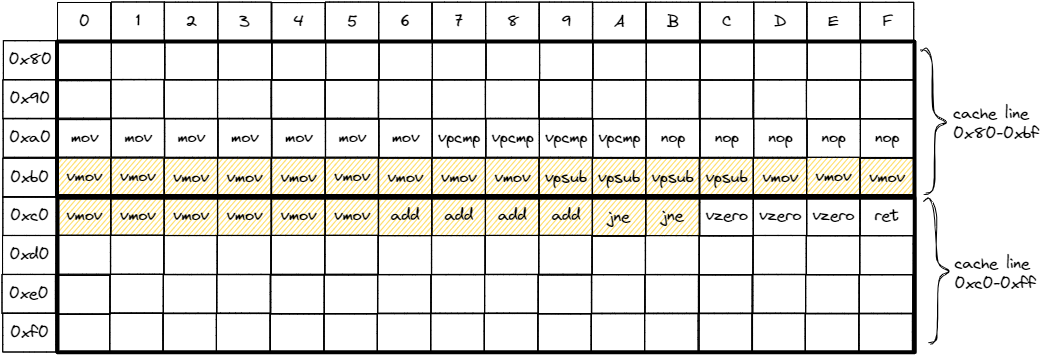 0 1 2 3 4 5 6 7 8 9 A B C D E F
0x80
0x90
0xa0 mov mov mov mov mov mov mov vpcmp vpcmp vpcmp vpcmp nop nop nop nop nop
0xb0 vmov vmov vmov vmov vmov vmov vmov vmov vmov vpsub vpsub vpsub vpsub vmov vmov vmov
0xc0 vmov vmov vmov vmov vmov vmov add add add add jne jne vzero vzero vzero ret
0xd0
0xe0
0xf0
cache line
0x80-0xbf
cache line
0xc0-0xff